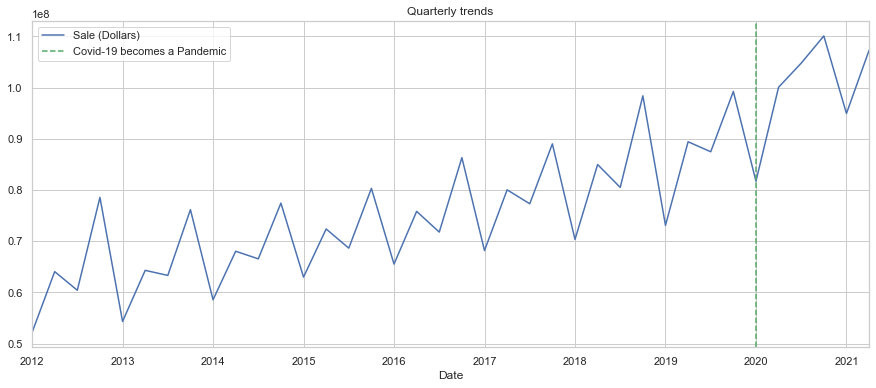 Quarterly trends
1e8
Sale (Dollars)
Covid-19 becomes a Pandemic
1.1
1.0
0.9
0.8
0.7
0.6
0.5
2012 2013 2014 2015 2016 2017 2018 2019 2020 2021
Date